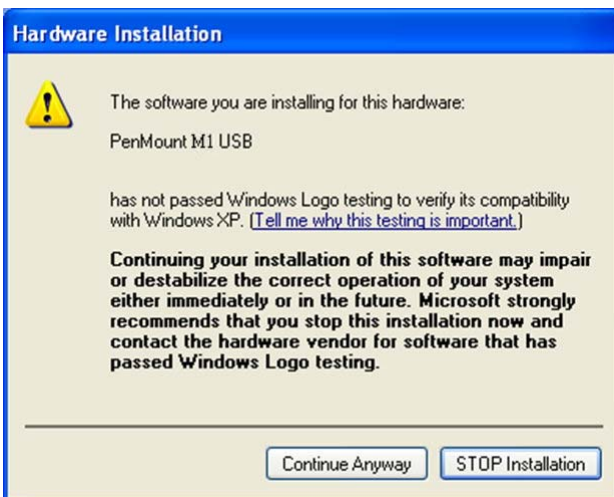 Hardware Installation
The software you are installing for this hardware:
PenMount M1 USB
has not passed Windows Logo testing to verify its compatibility
with Windows XP. (Tell me why this testing is important.)
Continuing your installation of this software may impair
or destabilize the correct operation of your system
either immediately or in the future. Microsoft strongly
recommends that you stop this installation now and
contact the hardware vendor for software that has
passed Windows Logo testing.
Continue Anyway STOP Installation